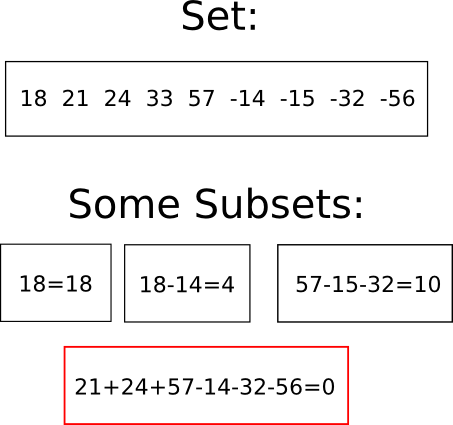 Set:
18 21 24 33 57 -14 -15 -32 -56
Some Subsets:
18=18
18-14=4
57-15-32=10
21+24+57-14-32-56=0